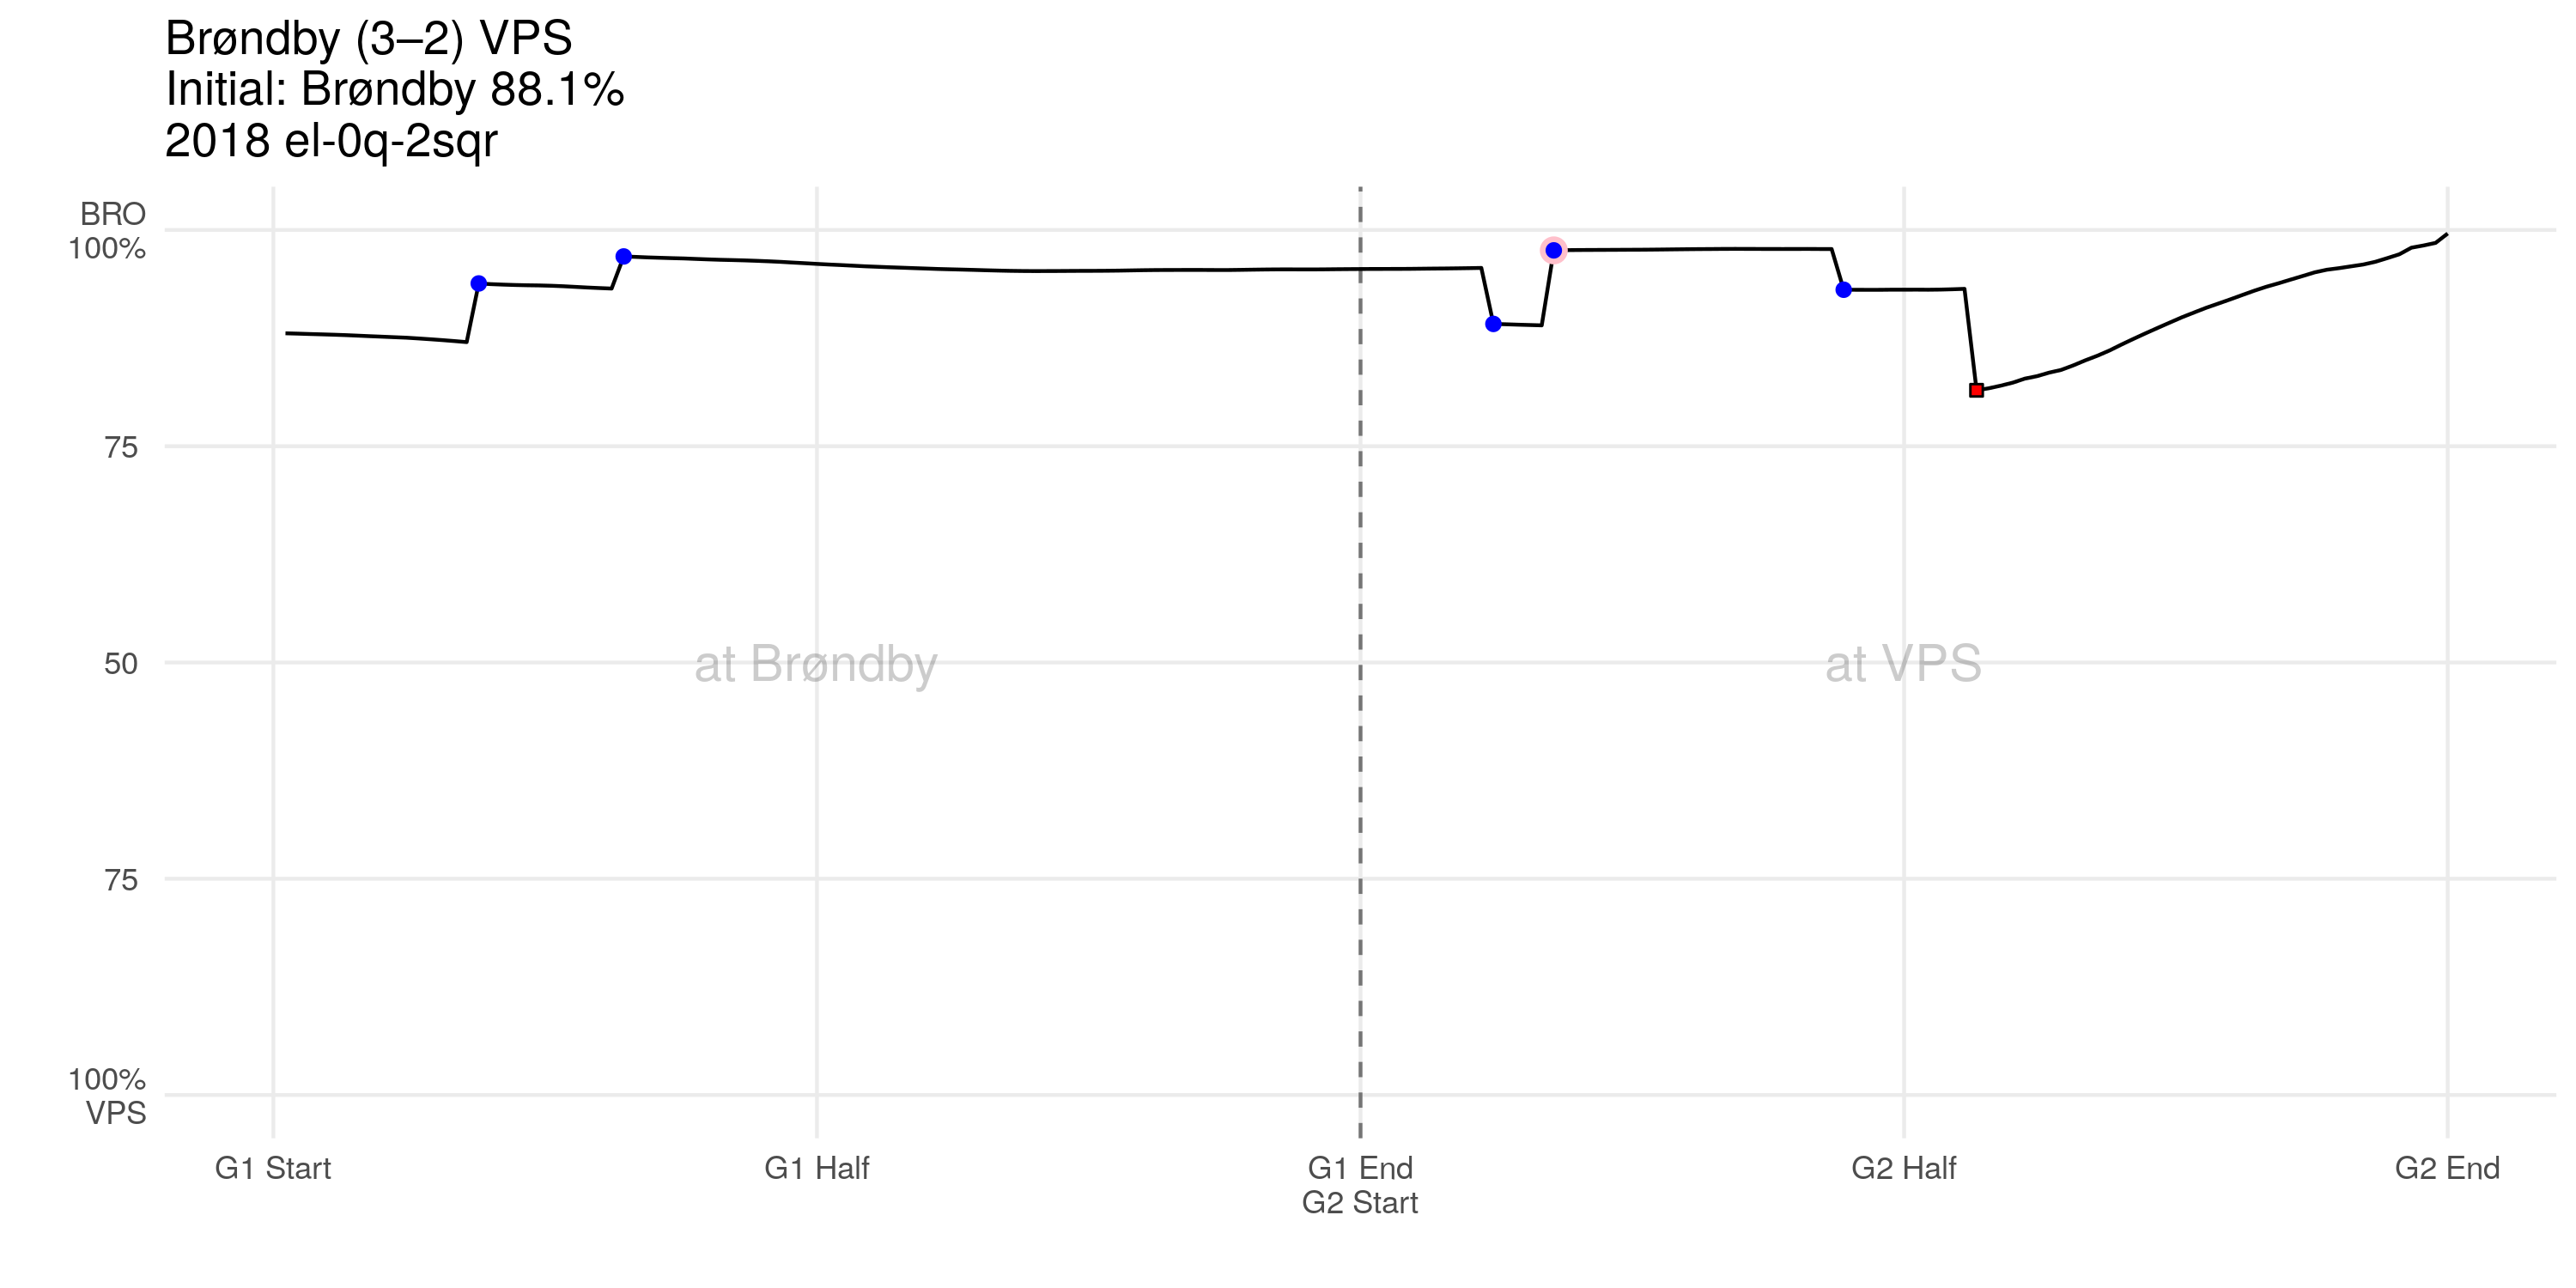 Brøndby (3–2) VPS
Initial: Brøndby 88.1%
2018 el-0q-2sqr
BRO
100%
75
50
75
100%
VPS
at Brøndby
at VPS
G1 Start
G1 Half
G1 End
G2 Start
G2 Half
G2 End